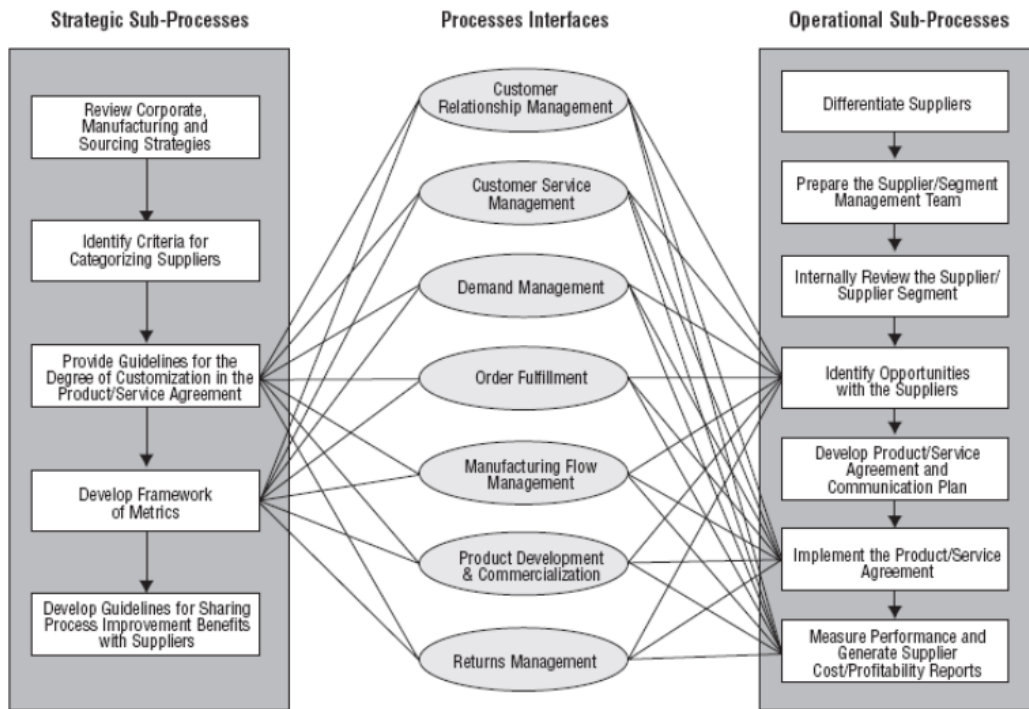 Strategic Sub-Processes
Processes Interfaces
Operational Sub-Processes
Review Corporate,
Manufacturing and
Sourcing Strategies
Identify Criteria for
Categorizing Suppliers
Provide Guidelines for the
Degree of Customization in the
Product/Service Agreement
Develop Framework
of Metrics
Develop Guidelines for Sharing
Process Improvement Benefits
with Suppliers
Customer
Relationship Management
Customer Service
Management
Demand Management
Order Fulfillment
Manufacturing Flow
Management
Product Development
& Commercialization
Returns Management
Differentiate Suppliers
Prepare the Supplier/Segment
Management Team
Internally Review the Supplier/
Supplier Segment
Identify Opportunities
with the Suppliers
Develop Product/Service
Agreement and
Communication Plan
Implement the Product/Service
Agreement
Measure Performance and
Generate Supplier
Cost/Profitability Reports